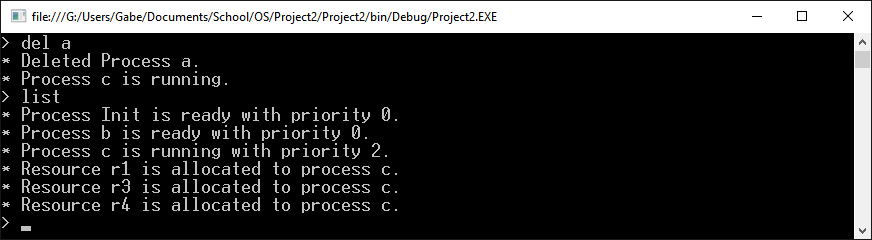 file:///G:/Users/Gabe/Documents/School/OS/Project2/Project2/bin/Debug/Project2.EXE
> del a
* Deleted Process a.
* Process c is running.
> list
* Process Init is ready with priority 0.
* Process b is ready with priority 0.
* Process c is running with priority 2.
* Resource r1 is allocated to process c.
* Resource r3 is allocated to process c.
* Resource r4 is allocated to process c.
> _